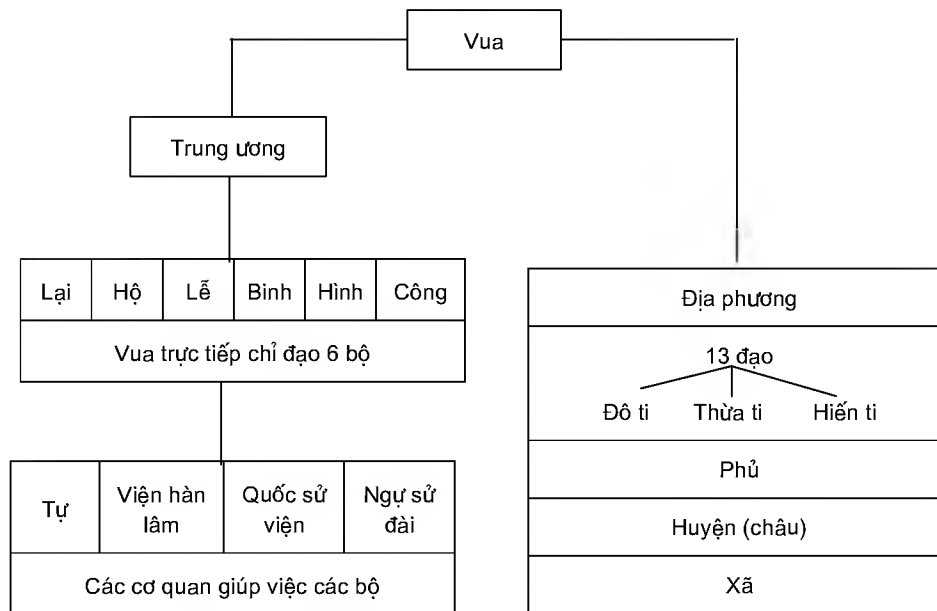 Vua
Trung ương
Lại Hộ Lễ Binh Hình Công
Vua trực tiếp chỉ đạo 6 bộ
Tự
Viện hàn
lâm
Quốc sử
viện
Ngự sử
đài
Các cơ quan giúp việc các bộ
Địa phương
13 đạo
Đô ti Thừa ti Hiến ti
Phủ
Huyện (châu)
Xã